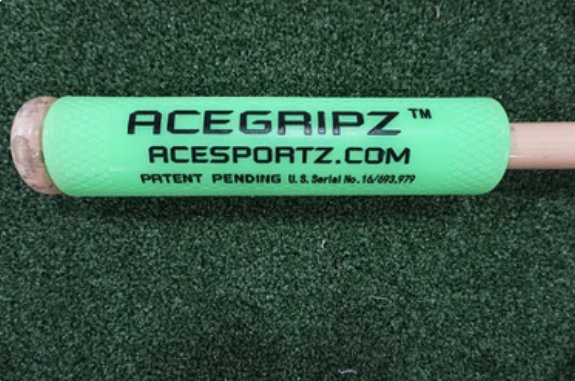 ACEGRIPZ™
ACESPORTZ.COM
PATENT PENDING U.S. Serial No. 16/693,979